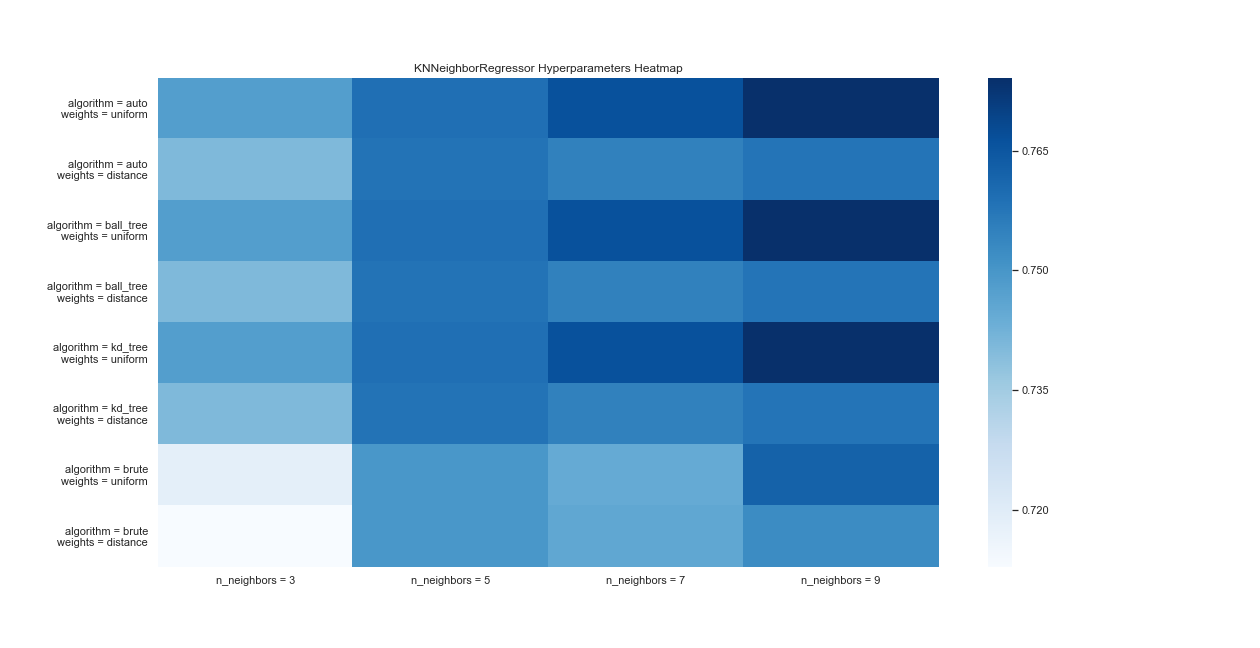 KNNeighborRegressor Hyperparameters Heatmap
algorithm = auto
weights = uniform
algorithm = auto
weights = distance
algorithm = ball_tree
weights = uniform
algorithm = ball_tree
weights = distance
algorithm = kd_tree
weights = uniform
algorithm = kd_tree
weights = distance
algorithm = brute
weights = uniform
algorithm = brute
weights = distance
n_neighbors = 3
n_neighbors = 5
n_neighbors = 7
n_neighbors = 9
0.765
0.750
0.735
0.720